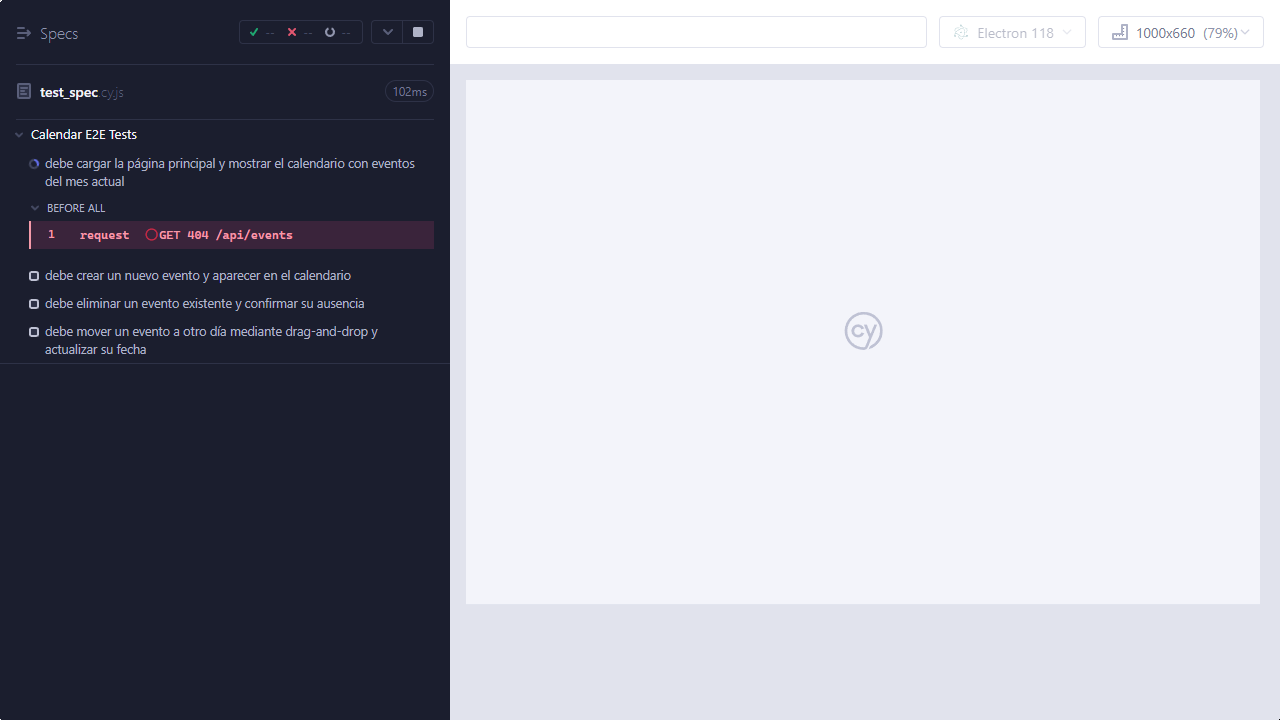 Specs
-- -- --
Electron 118
1000x660 (79%)
test_spec.cy.js
102ms
Calendar E2E Tests
debe cargar la página principal y mostrar el calendario con eventos
del mes actual
BEFORE ALL
1 request GET 404 /api/events
debe crear un nuevo evento y aparecer en el calendario
debe eliminar un evento existente y confirmar su ausencia
debe mover un evento a otro día mediante drag-and-drop y
actualizar su fecha
cy